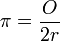 π = O / 2r